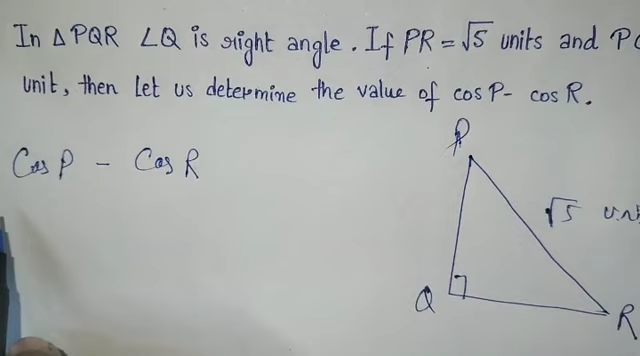 In △PQR ∠Q is right angle. If PR = √5 units and
unit, then let us determine the value of cos P- cos R.
Cos P - Cos R
P
√5
Q
R